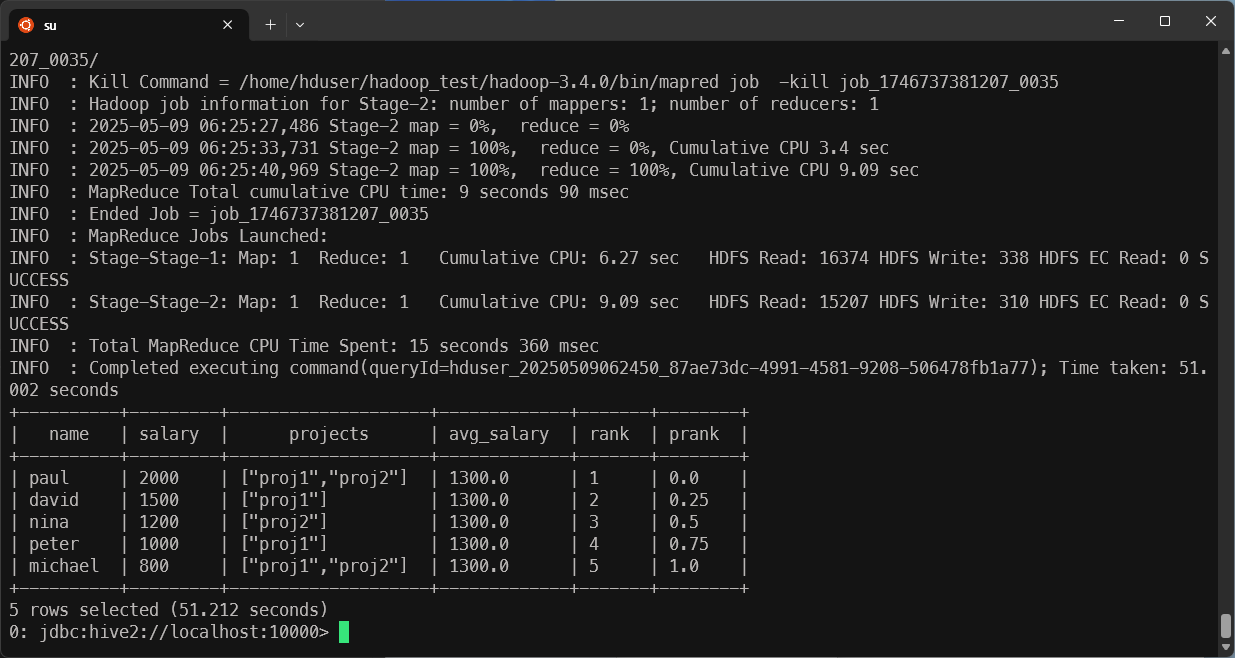 su
207_0035/
INFO  : Kill Command = /home/hduser/hadoop_test/hadoop-3.4.0/bin/mapred job  -kill job_1746737381207_0035
INFO  : Hadoop job information for Stage-2: number of mappers: 1; number of reducers: 1
INFO  : 2025-05-09 06:25:27,486 Stage-2 map = 0%,  reduce = 0%
INFO  : 2025-05-09 06:25:33,731 Stage-2 map = 100%,  reduce = 0%, Cumulative CPU 3.4 sec
INFO  : 2025-05-09 06:25:40,969 Stage-2 map = 100%,  reduce = 100%, Cumulative CPU 9.09 sec
INFO  : MapReduce Total cumulative CPU time: 9 seconds 90 msec
INFO  : Ended Job = job_1746737381207_0035
INFO  : MapReduce Jobs Launched:
INFO  : Stage-Stage-1: Map: 1  Reduce: 1   Cumulative CPU: 6.27 sec   HDFS Read: 16374 HDFS Write: 338 HDFS EC Read: 0 S
UCCESS
INFO  : Stage-Stage-2: Map: 1  Reduce: 1   Cumulative CPU: 9.09 sec   HDFS Read: 15207 HDFS Write: 310 HDFS EC Read: 0 S
UCCESS
INFO  : Total MapReduce CPU Time Spent: 15 seconds 360 msec
INFO  : Completed executing command(queryId=hduser_20250509062450_87ae73dc-4991-4581-9208-506478fb1a77); Time taken: 51.
002 seconds
+----------+---------+--------------------+-------------+-------+--------+
|   name   | salary  |      projects      | avg_salary  | rank  | prank  |
+----------+---------+--------------------+-------------+-------+--------+
| paul     | 2000    | ["proj1","proj2"]  | 1300.0      | 1     | 0.0    |
| david    | 1500    | ["proj1"]          | 1300.0      | 2     | 0.25   |
| nina     | 1200    | ["proj2"]          | 1300.0      | 3     | 0.5    |
| peter    | 1000    | ["proj1"]          | 1300.0      | 4     | 0.75   |
| michael  | 800     | ["proj1","proj2"]  | 1300.0      | 5     | 1.0    |
+----------+---------+--------------------+-------------+-------+--------+
5 rows selected (51.212 seconds)
0: jdbc:hive2://localhost:10000>